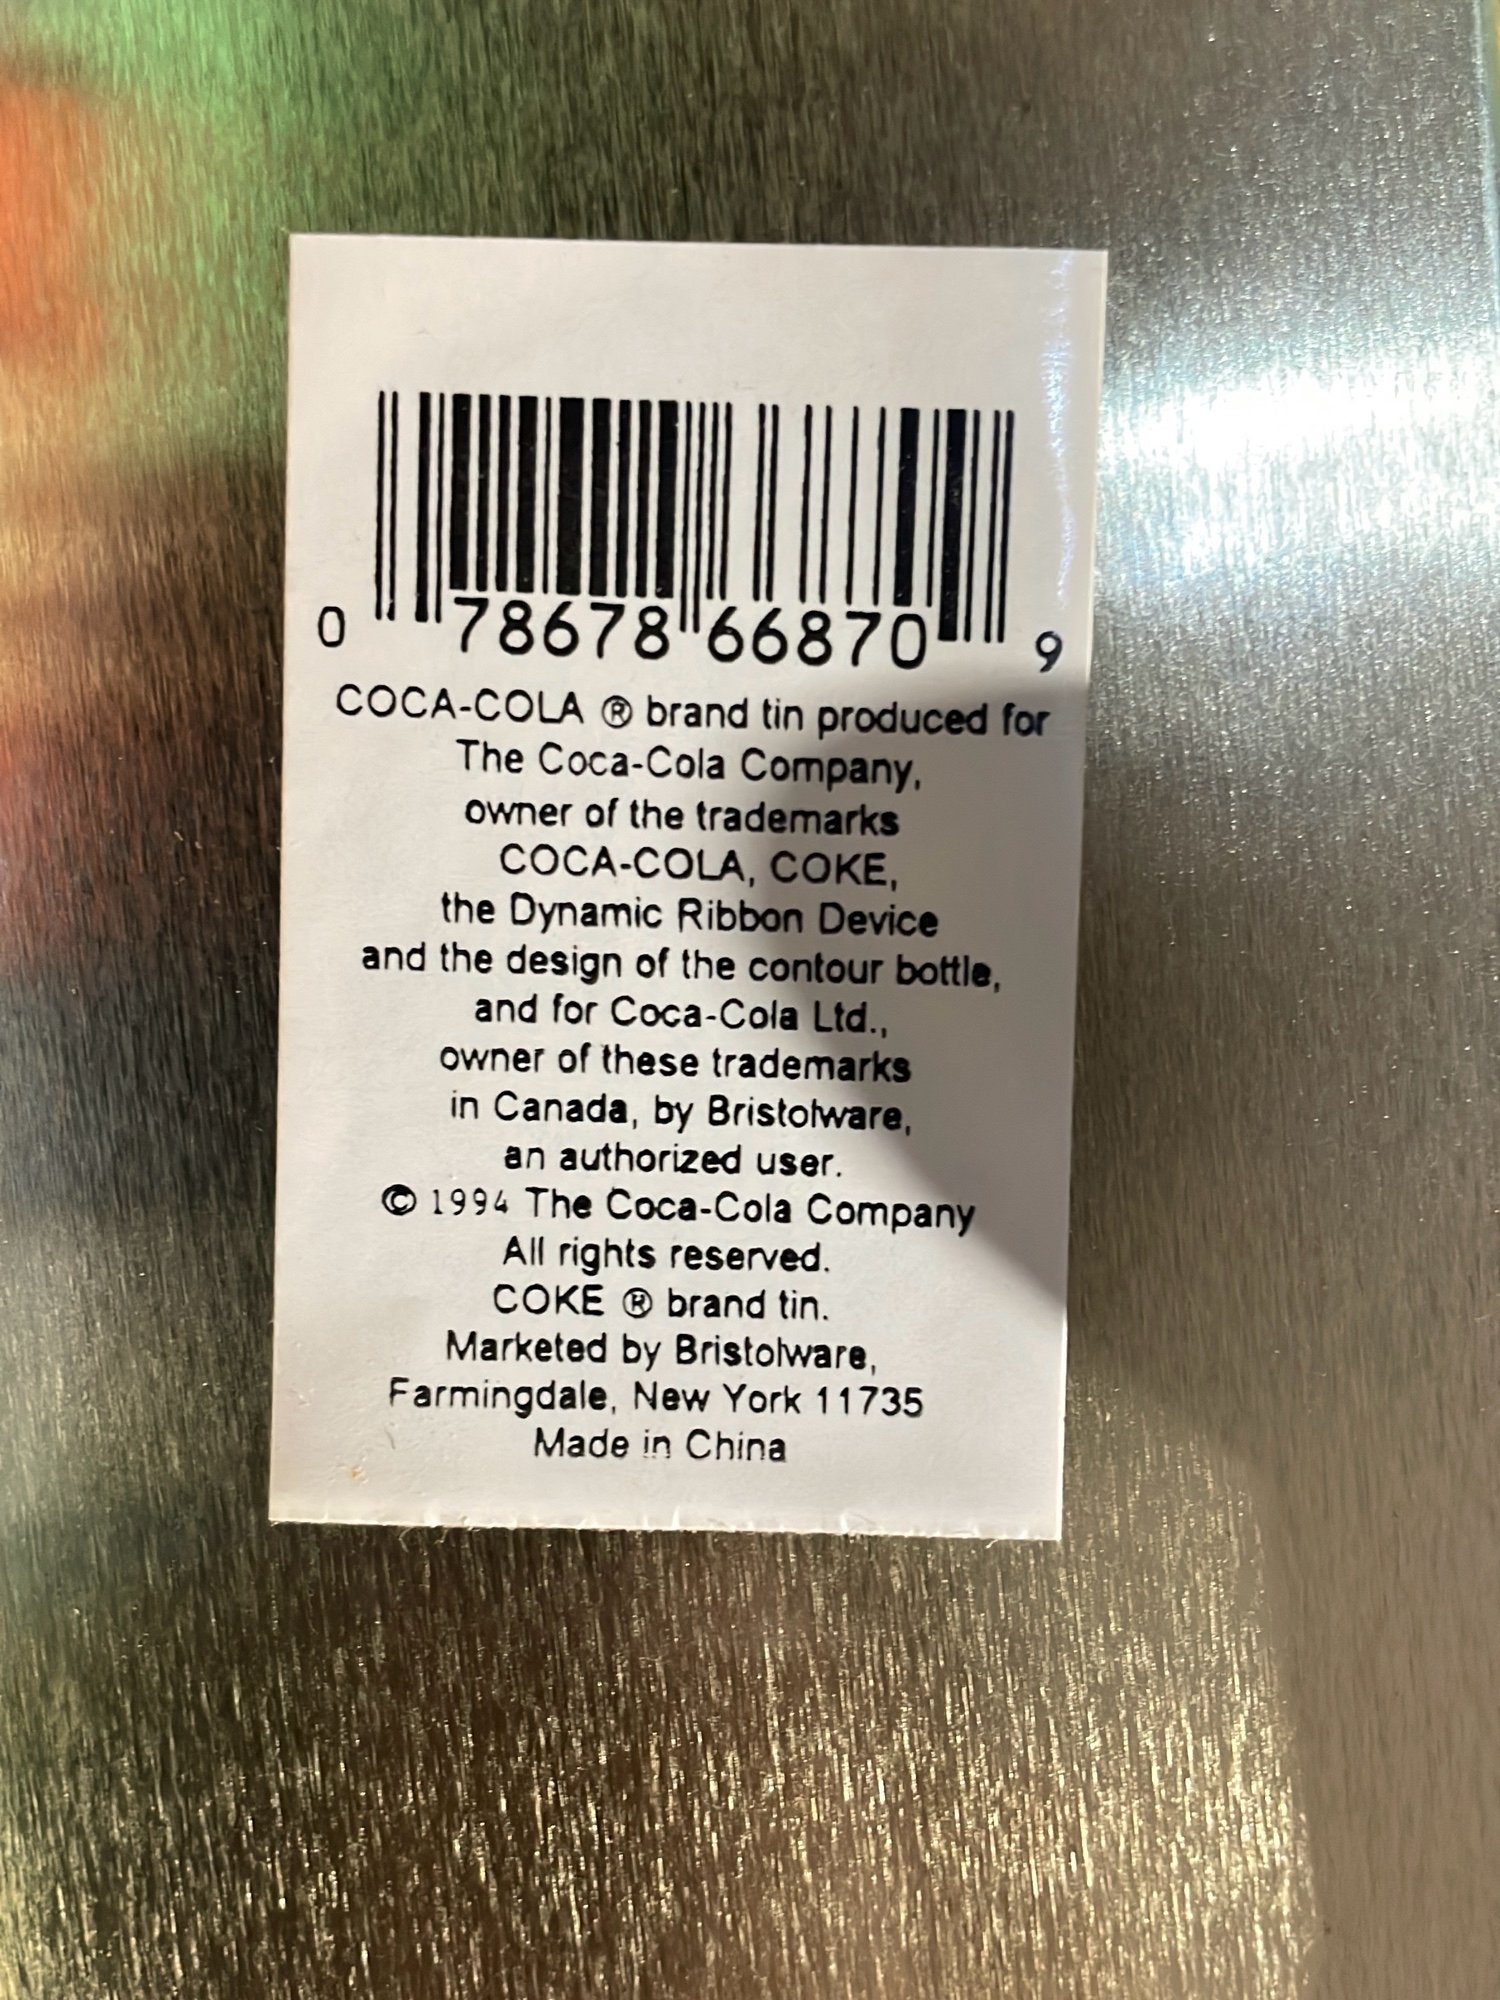 0 78678 66870 9
COCA-COLA ® brand tin produced for
The Coca-Cola Company,
owner of the trademarks
COCA-COLA, COKE,
the Dynamic Ribbon Device
and the design of the contour bottle,
and for Coca-Cola Ltd.,
owner of these trademarks
in Canada, by Bristolware,
an authorized user.
© 1994 The Coca-Cola Company
All rights reserved.
COKE ® brand tin.
Marketed by Bristolware,
Farmingdale, New York 11735
Made in China